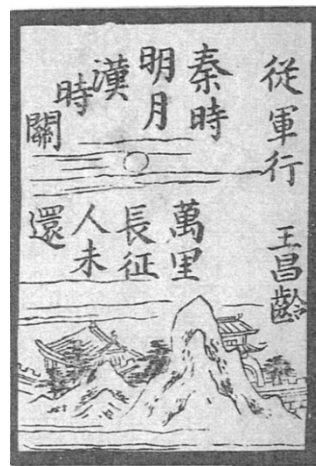 從軍行 王昌齡
秦時
明月
漢
時
關
萬里
長征
人未
還